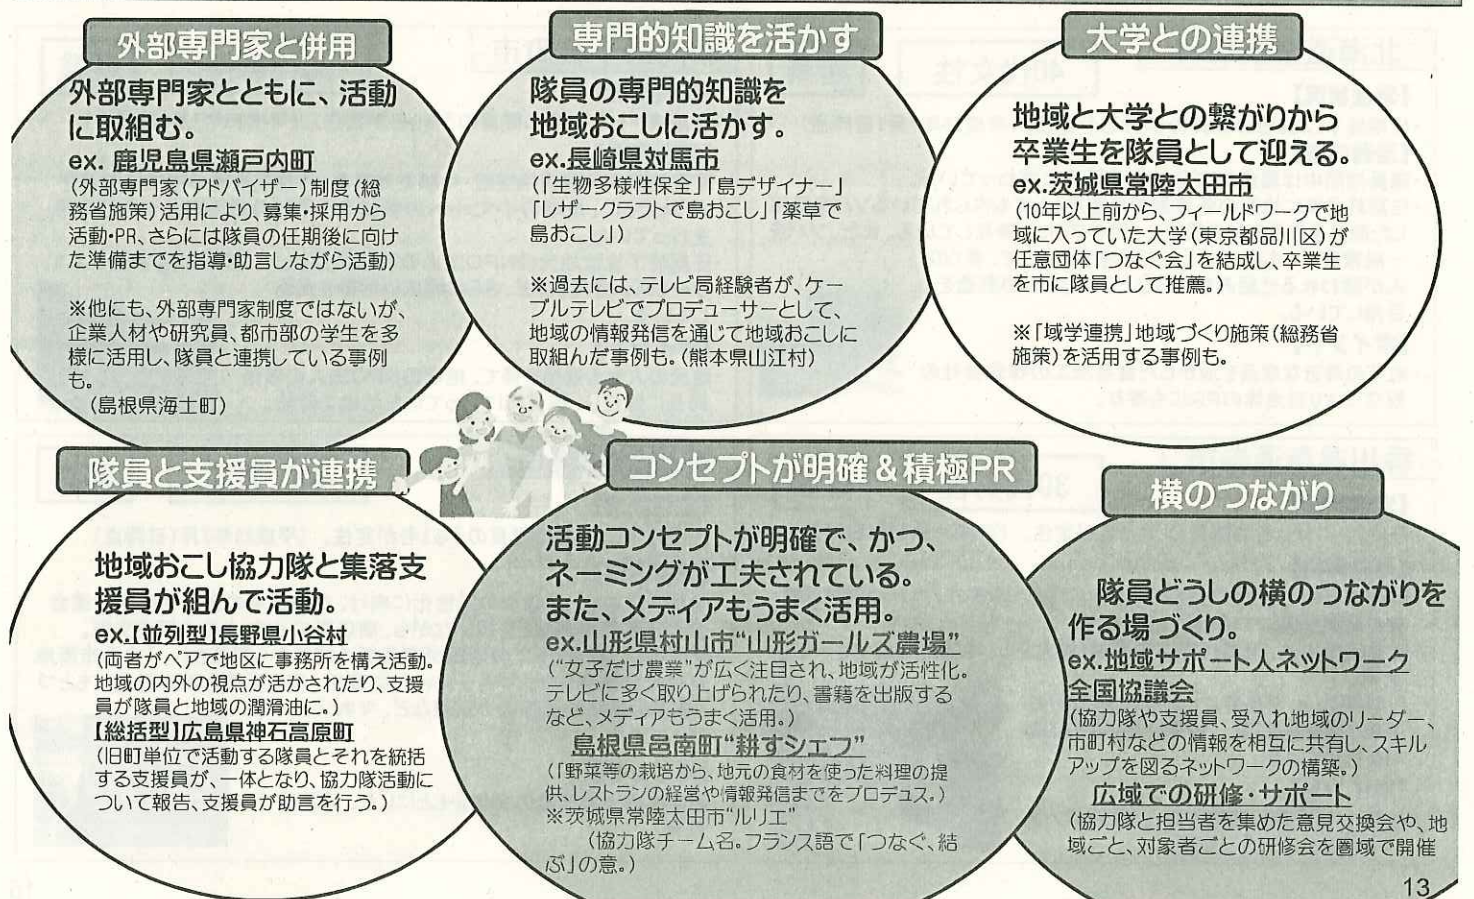 外部専門家と併用
外部専門家とともに、活動
に取組む。
ex. 鹿児島県瀬戸内町
(外部専門家(アドバイザー)制度(総
務省施策)活用により、募集・採用から
活動・PR、さらには隊員の任期後に向け
た準備までを指導・助言しながら活動)
※他にも、外部専門家制度ではないが、
企業人材や研究員、都市部の学生を多
様に活用し、隊員と連携している事例
も。
(島根県海士町)
専門的知識を活かす
隊員の専門的知識を
地域おこしに活かす。
ex.長崎県対馬市
(「生物多様性保全」「島デザイナー」
「レザークラフトで島おこし」「薬草で
島おこし」)
※過去には、テレビ局経験者が、ケー
ブルテレビでプロデューサーとして、
地域の情報発信を通じて地域おこしに
取組んだ事例も。(熊本県山江村)
大学との連携
地域と大学との繋がりから
卒業生を隊員として迎える。
ex.茨城県常陸太田市
(10年以上前から、フィールドワークで地
域に入っていた大学(東京都品川区)が
任意団体「つなぐ会」を結成し、卒業生
を市に隊員として推薦。)
※「域学連携」地域づくり施策(総務省
施策)を活用する事例も。
隊員と支援員が連携
地域おこし協力隊と集落支
援員が組んで活動。
ex.【並列型】長野県小谷村
(両者がペアで地区に事務所を構え活動。
地域の内外の視点が活かされたり、支援
員が隊員と地域の潤滑油に。)
【総括型】広島県神石高原町
(旧町単位で活動する隊員とそれを統括
する支援員が、一体となり、協力隊活動に
ついて報告、支援員が助言を行う。)
コンセプトが明確&積極PR
活動コンセプトが明確で、かつ、
ネーミングが工夫されている。
また、メディアもうまく活用。
ex.山形県村山市“山形ガールズ農場”
(“女子だけ農業”が広く注目され、地域が活性化。
テレビに多く取り上げられたり、書籍を出版する
など、メディアもうまく活用。)
島根県邑南町“耕すシェフ”
(「野菜等の栽培から、地元の食材を使った料理の提
供、レストランの経営や情報発信までをプロデュス。)
※茨城県常陸太田市“ルリエ”
(協力隊チーム名。フランス語で「つなぐ、結
ぶ」の意。)
横のつながり
隊員どうしの横のつながりを
作る場づくり。
ex.地域サポート人ネットワーク
全国協議会
(協力隊や支援員、受入れ地域のリーダー、
市町村などの情報を相互に共有し、スキル
アップを図るネットワークの構築。)
広域での研修・サポート
(協力隊と担当者を集めた意見交換会や、地
域ごと、対象者ごとの研修会を圏域で開催
13